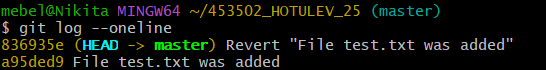 mebel@Nikita MINGW64 ~/453502_HOTULEV_25 (master)
$ git log --oneline
836935e (HEAD -> master) Revert "File test.txt was added"
a95ded9 File test.txt was added